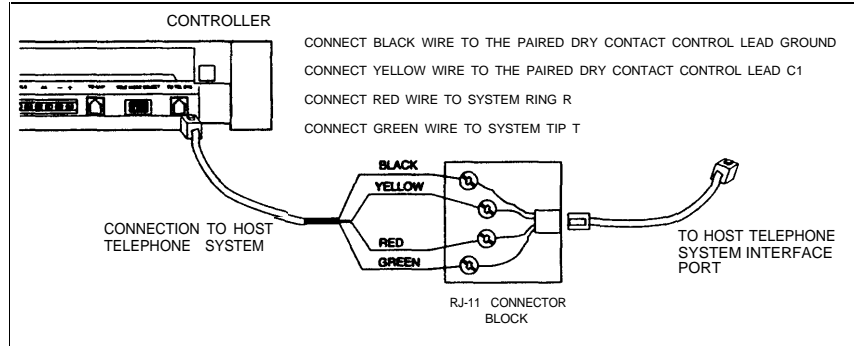 CONTROLLER
CONNECT BLACK WIRE TO THE PAIRED DRY CONTACT CONTROL LEAD GROUND
CONNECT YELLOW WIRE TO THE PAIRED DRY CONTACT CONTROL LEAD C1
CONNECT RED WIRE TO SYSTEM RING R
CONNECT GREEN WIRE TO SYSTEM TIP T
BLACK
YELLOW
RED
GREEN
CONNECTION TO HOST
TELEPHONE SYSTEM
TO HOST TELEPHONE
SYSTEM INTERFACE
PORT
RJ-11 CONNECTOR
BLOCK